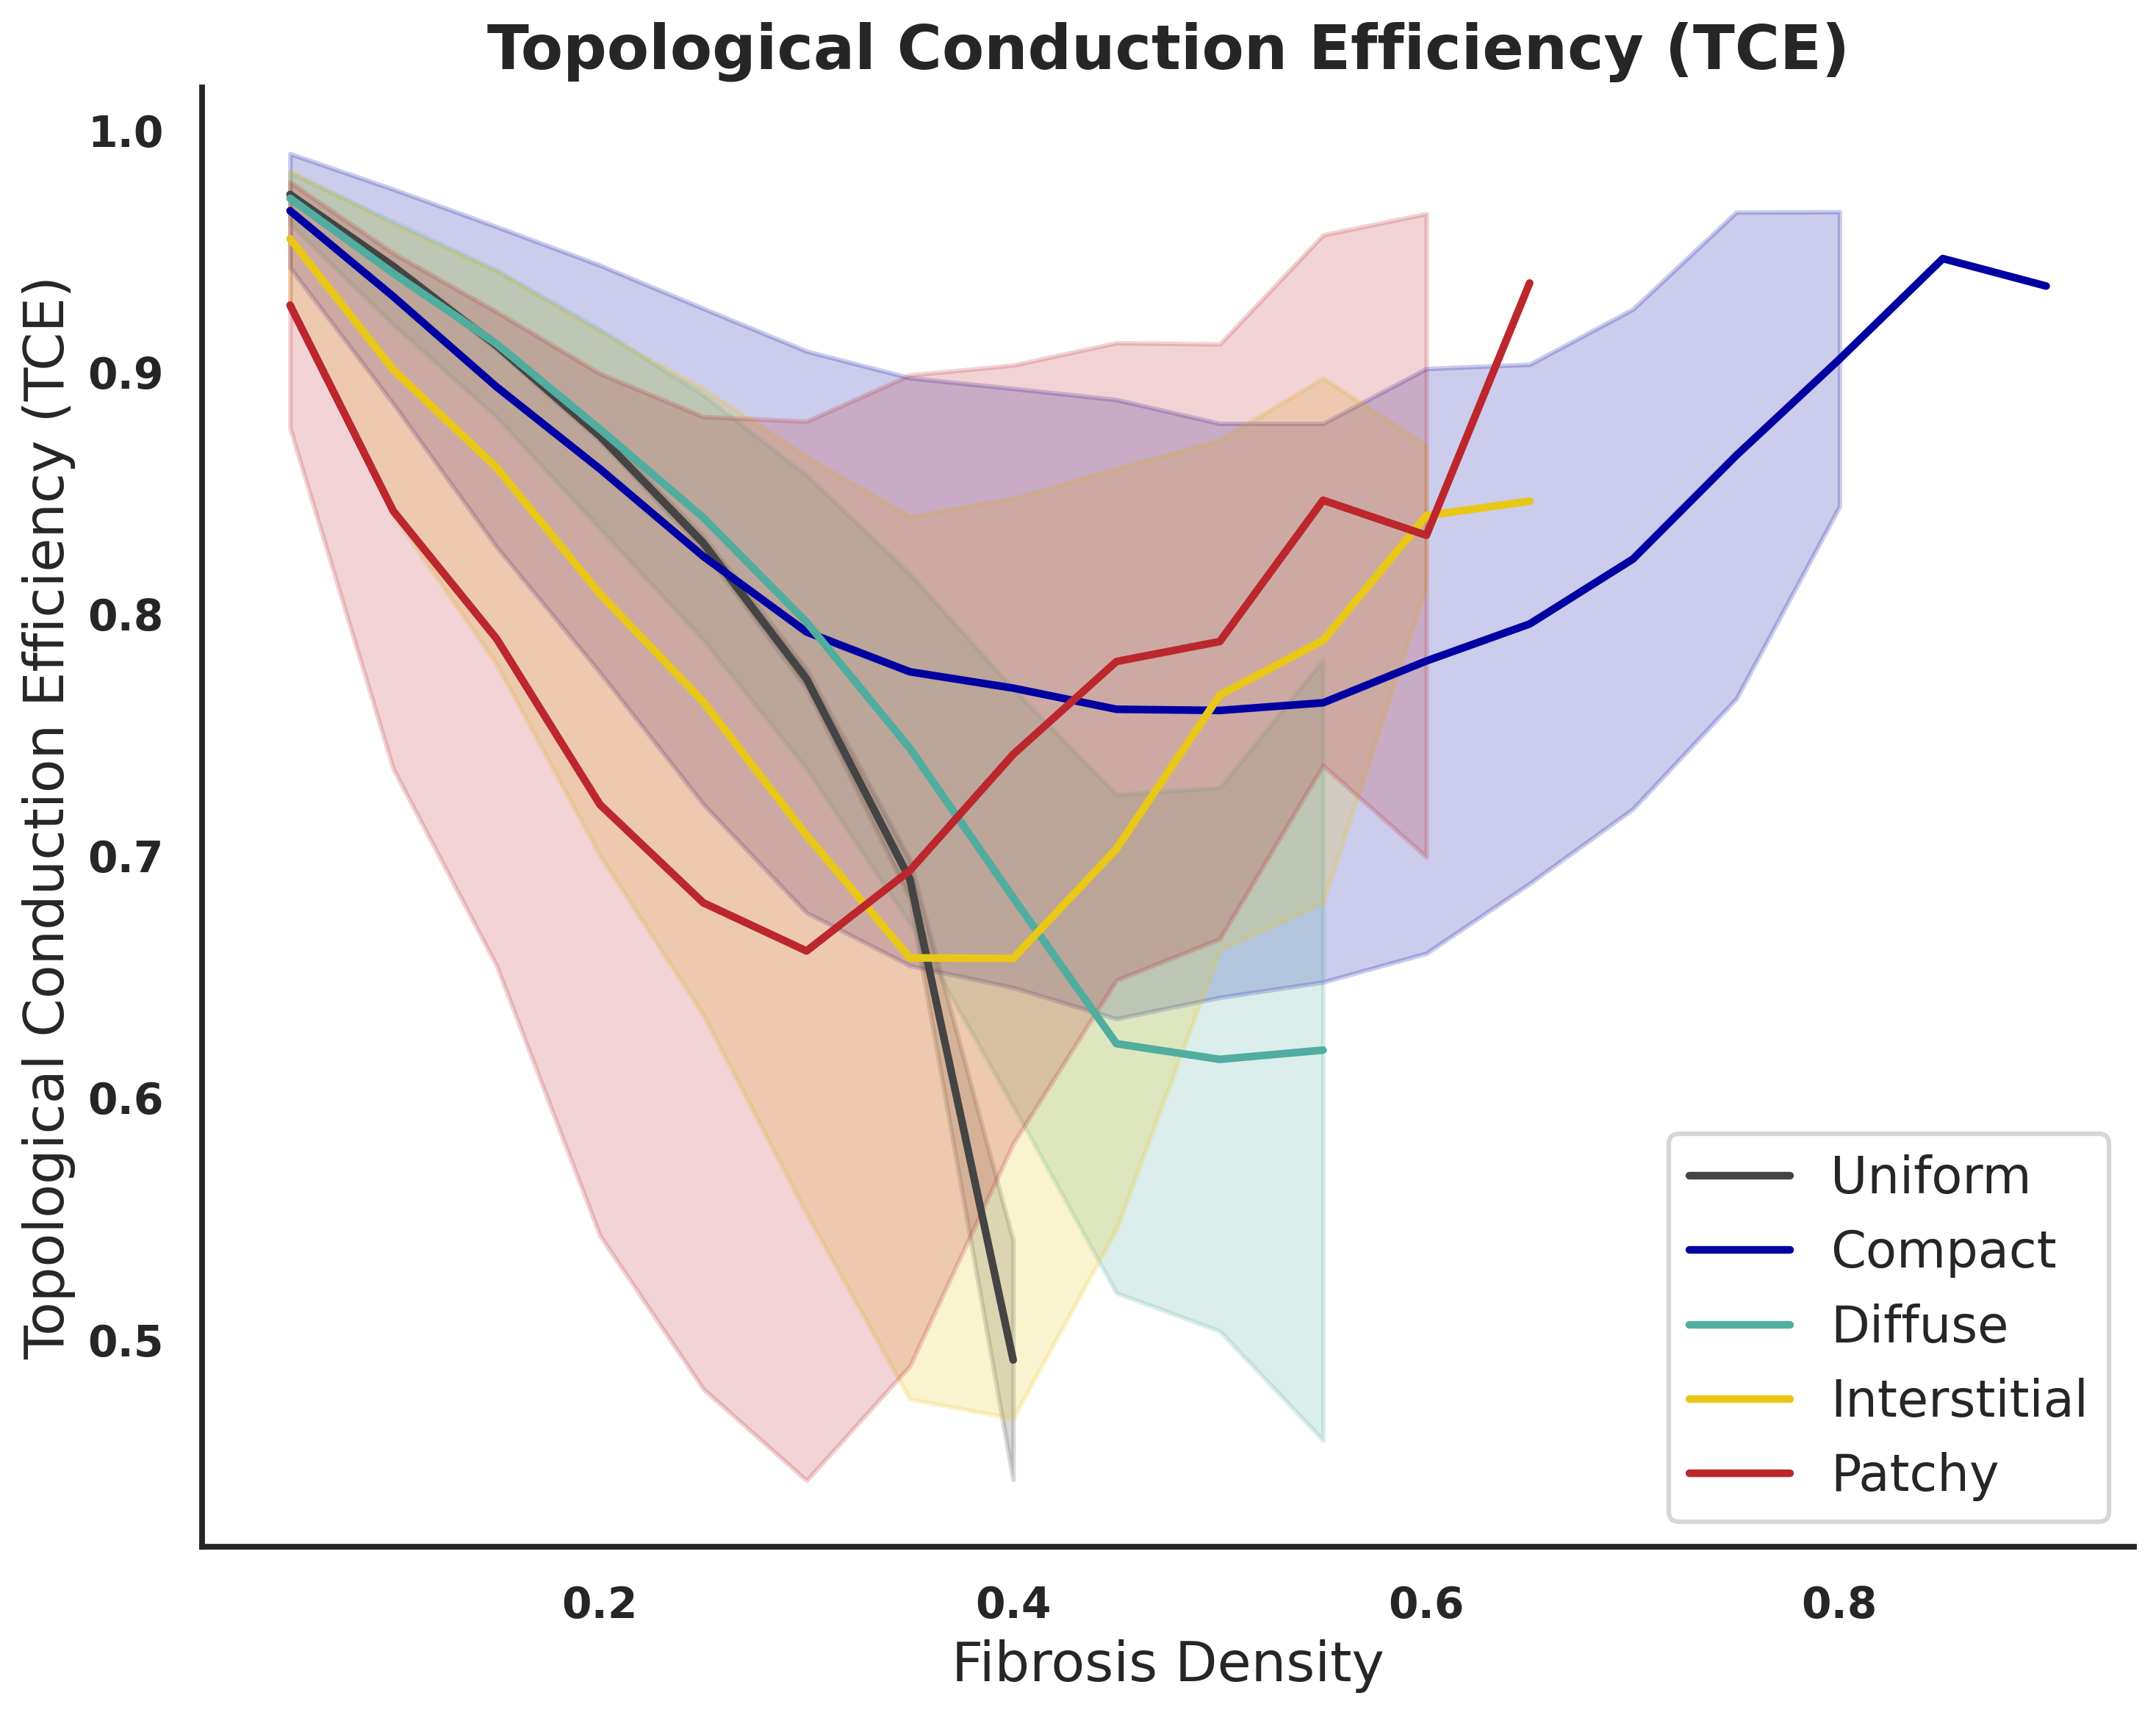 Topological Conduction Efficiency (TCE)
Topological Conduction Efficiency (TCE)
1.0
0.9
0.8
0.7
0.6
0.5
0.2
0.4
0.6
0.8
Fibrosis Density
Uniform
Compact
Diffuse
Interstitial
Patchy